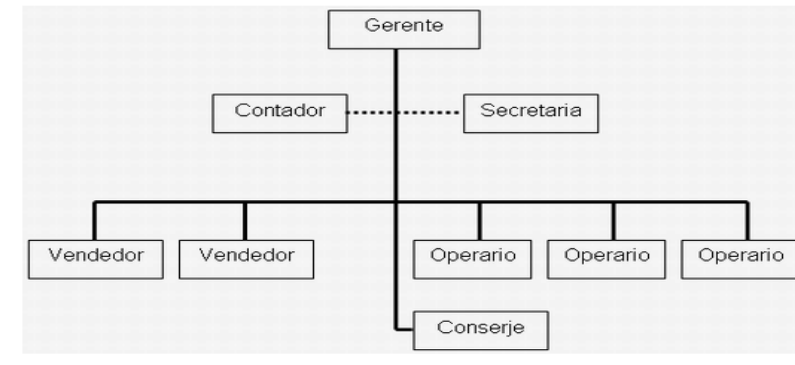 Gerente
Contador
Secretaria
Vendedor
Vendedor
Operario
Operario
Operario
Conserje